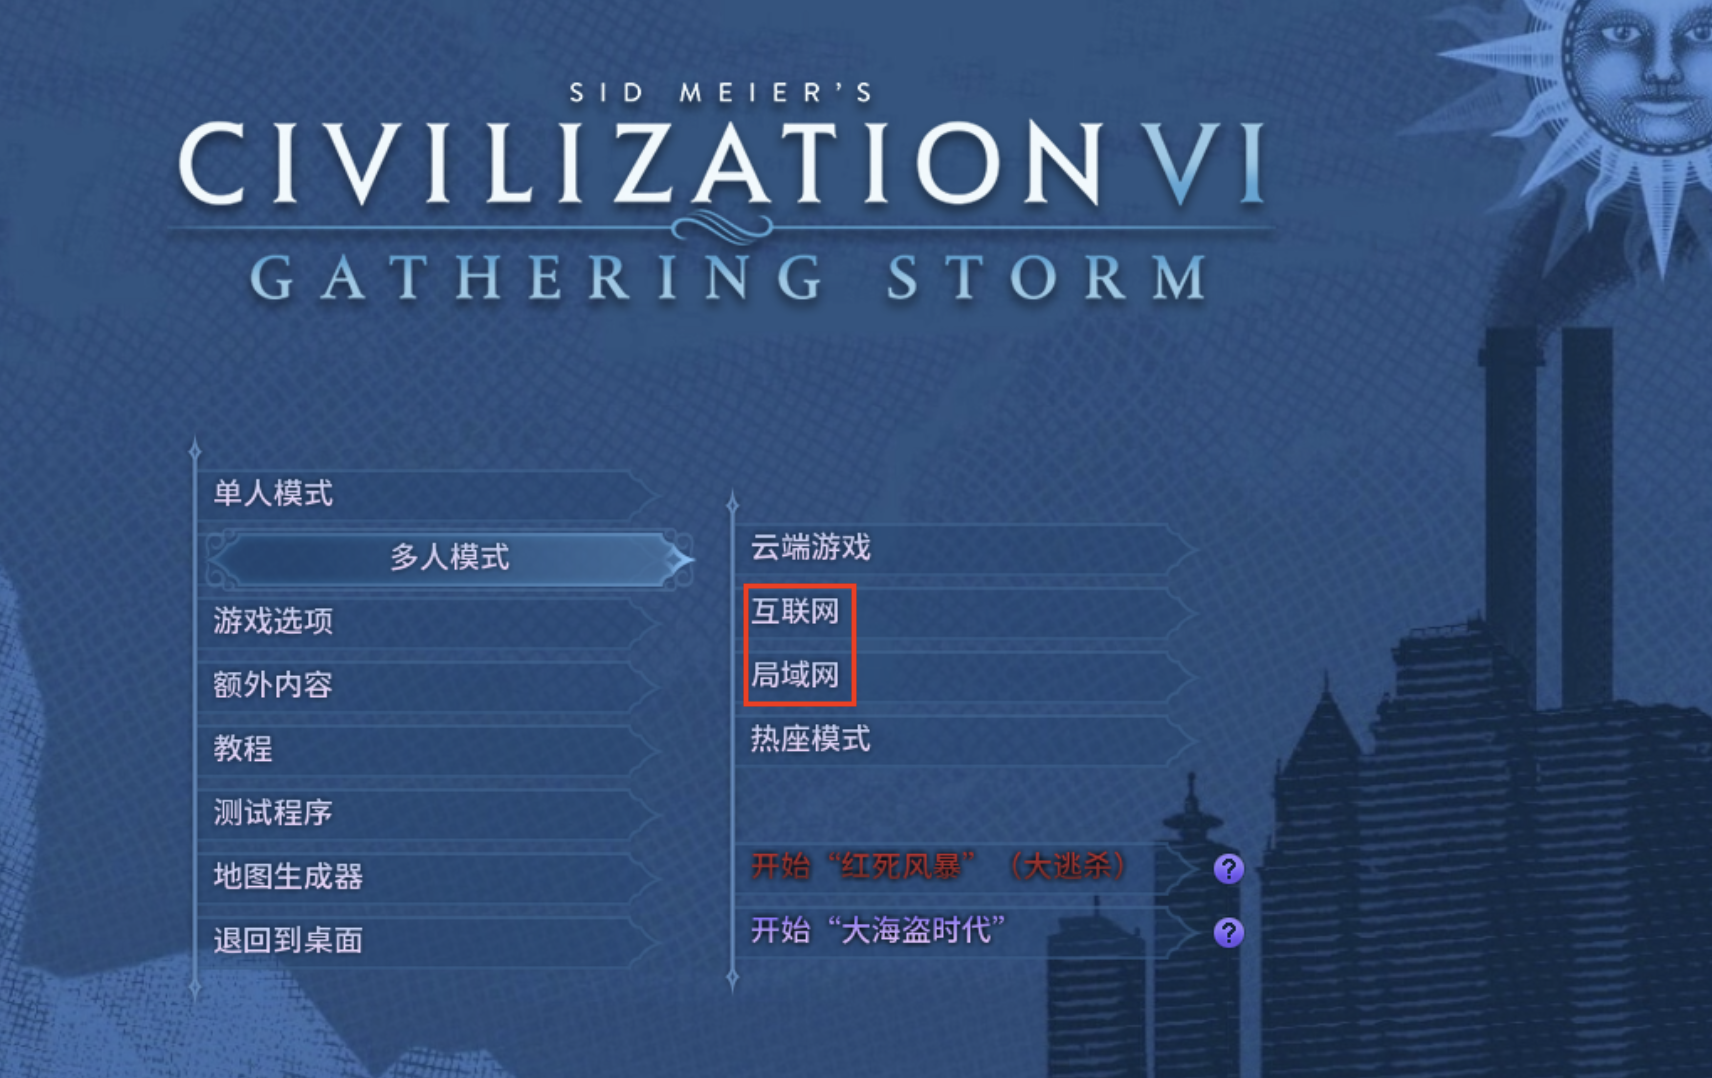 SID MEIER'S
CIVILIZATION VI
GATHERING STORM
单人模式
多人模式
游戏选项
额外内容
教程
测试程序
地图生成器
退回到桌面
云端游戏
互联网
局域网
热座模式
开始“红死风暴”（大逃杀）
?
开始“大海盗时代”
?